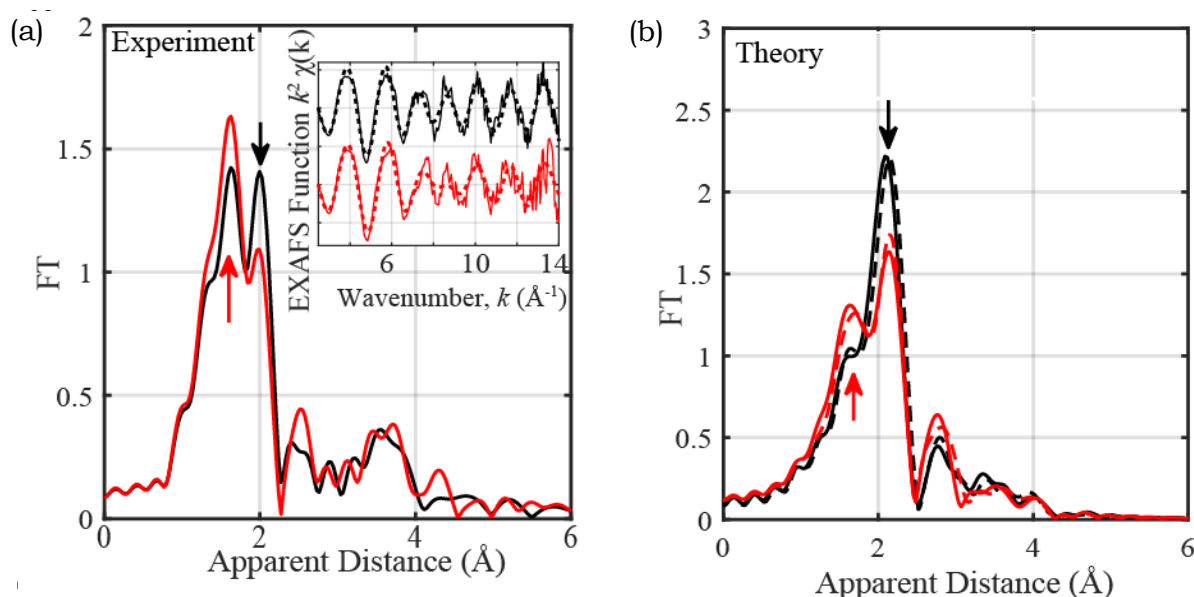 (a)
Experiment
2
1.5
1
0.5
0
FT
0
2
4
6
Apparent Distance (Å)
EXAFS Function k² χ(k)
6
10
14
Wavenumber, k (Å⁻¹)
(b)
Theory
3
2.5
2
1.5
1
0.5
0
FT
0
2
4
6
Apparent Distance (Å)